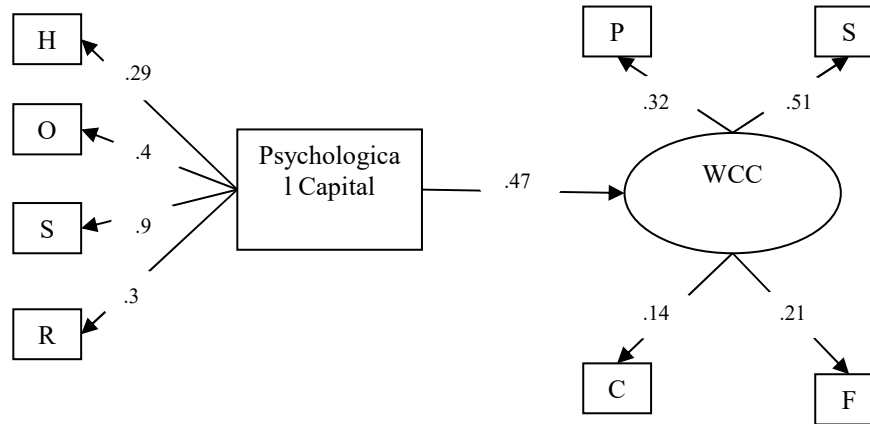 H
.29
O
.4
S
.9
R
.3
Psychologica
l Capital
.47
P
S
.32
.51
WCC
.14
.21
C
F